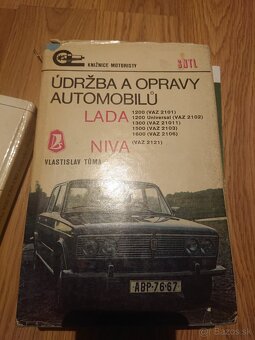 KNIŽNICE MOTORISTY
SNTL
ÚDRŽBA A OPRAVY
AUTOMOBILŮ
LADA
1200 (VAZ 2101)
1200 Universal (VAZ 2102)
1300 (VAZ 21011)
1500 (VAZ 2103)
1600 (VAZ 2106)
NIVA
(VAZ 2121)
VLASTISLAV TŮMA
ABP-76-67
bazos.sk